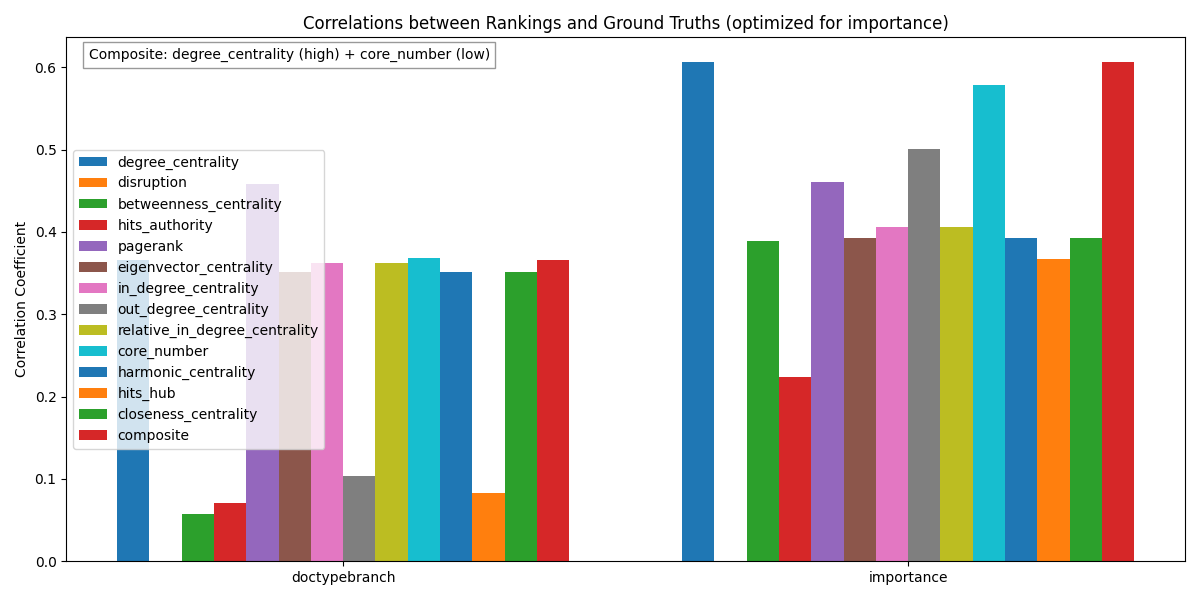 Correlations between Rankings and Ground Truths (optimized for importance)
Composite: degree_centrality (high) + core_number (low)
Correlation Coefficient
0.6
0.5
0.4
0.3
0.2
0.1
0.0
degree_centrality
disruption
betweenness_centrality
hits_authority
pagerank
eigenvector_centrality
in_degree_centrality
out_degree_centrality
relative_in_degree_centrality
core_number
harmonic_centrality
hits_hub
closeness_centrality
composite
doctypebranch
importance